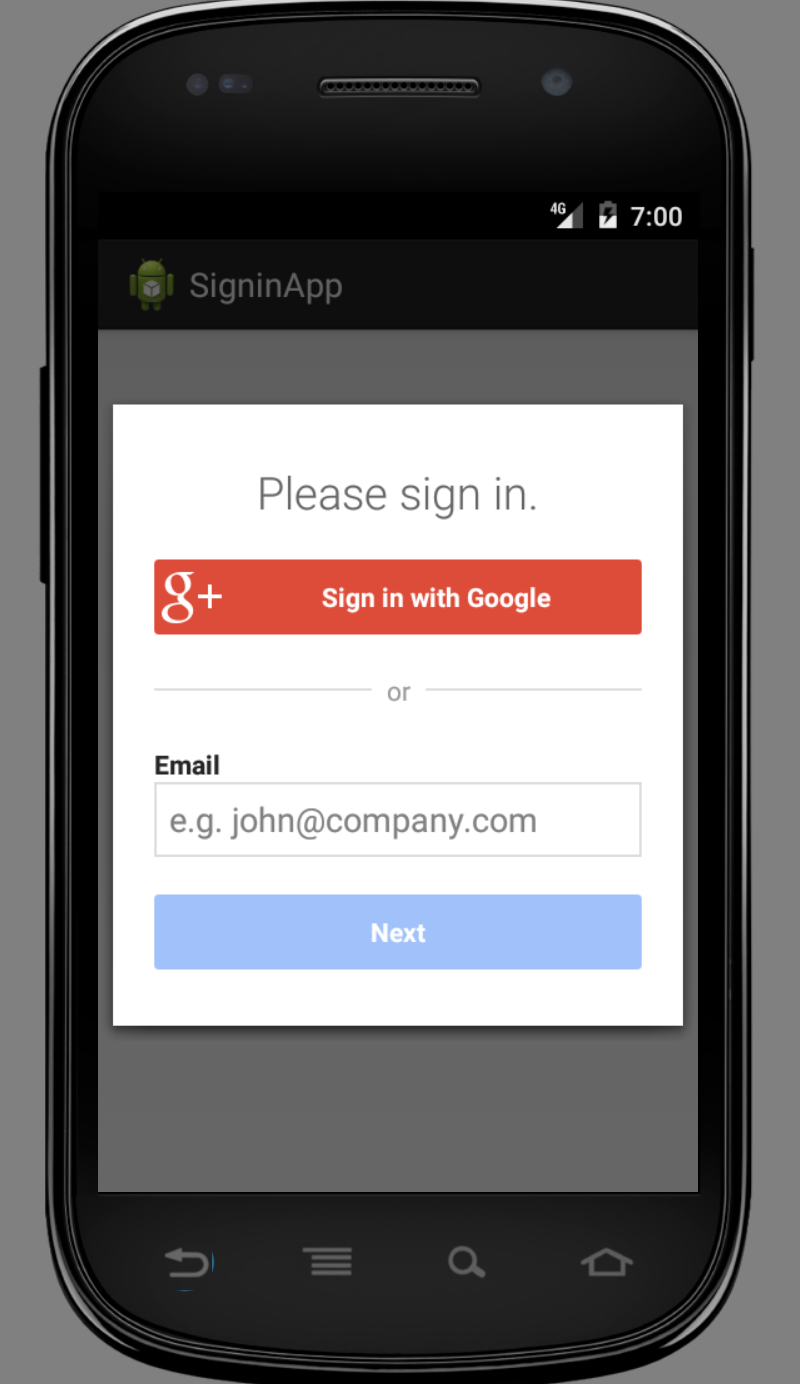 4G 7:00
SigninApp
Please sign in.
g+ Sign in with Google
or
Email
e.g. john@company.com
Next